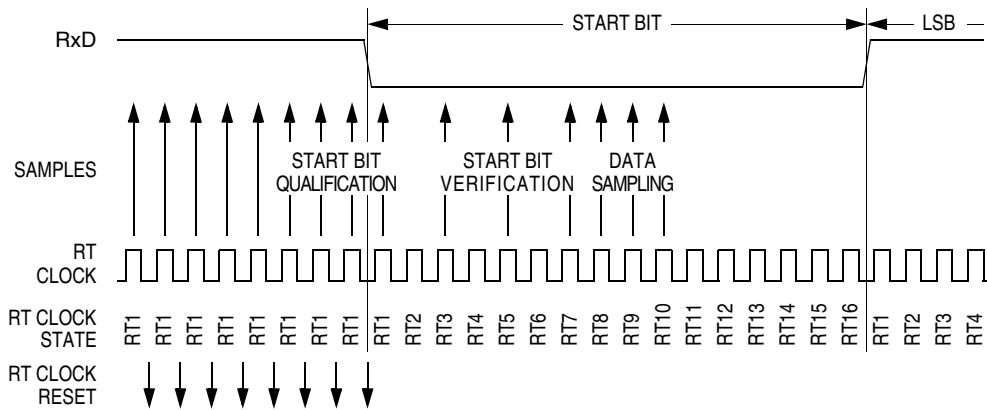 START BIT
LSB
RxD
SAMPLES
START BIT
QUALIFICATION
START BIT
VERIFICATION
DATA
SAMPLING
RT
CLOCK
RT CLOCK
STATE
RT1 RT1 RT1 RT1 RT1 RT1 RT1 RT1 RT1 RT2 RT3 RT4 RT5 RT6 RT7 RT8 RT9 RT10 RT11 RT12 RT13 RT14 RT15 RT16 RT1 RT2 RT3 RT4
RT CLOCK
RESET